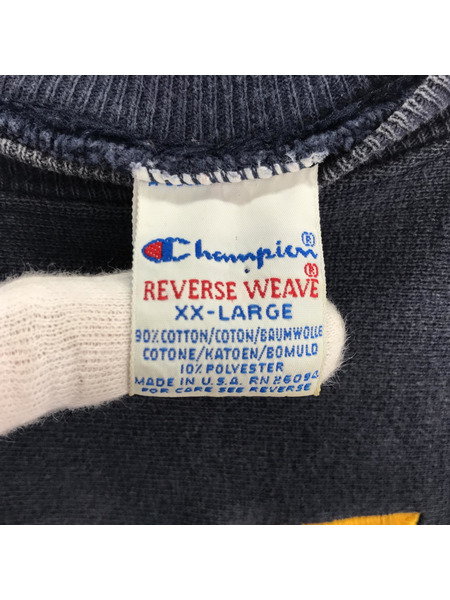 Champion®
REVERSE WEAVE®
XX-LARGE
90% COTTON/COTON/BAUMWOLLE
COTONE/KATOEN/BOMULD
10% POLYESTER
MADE IN U.S.A. RN26094
FOR CARE SEE REVERSE